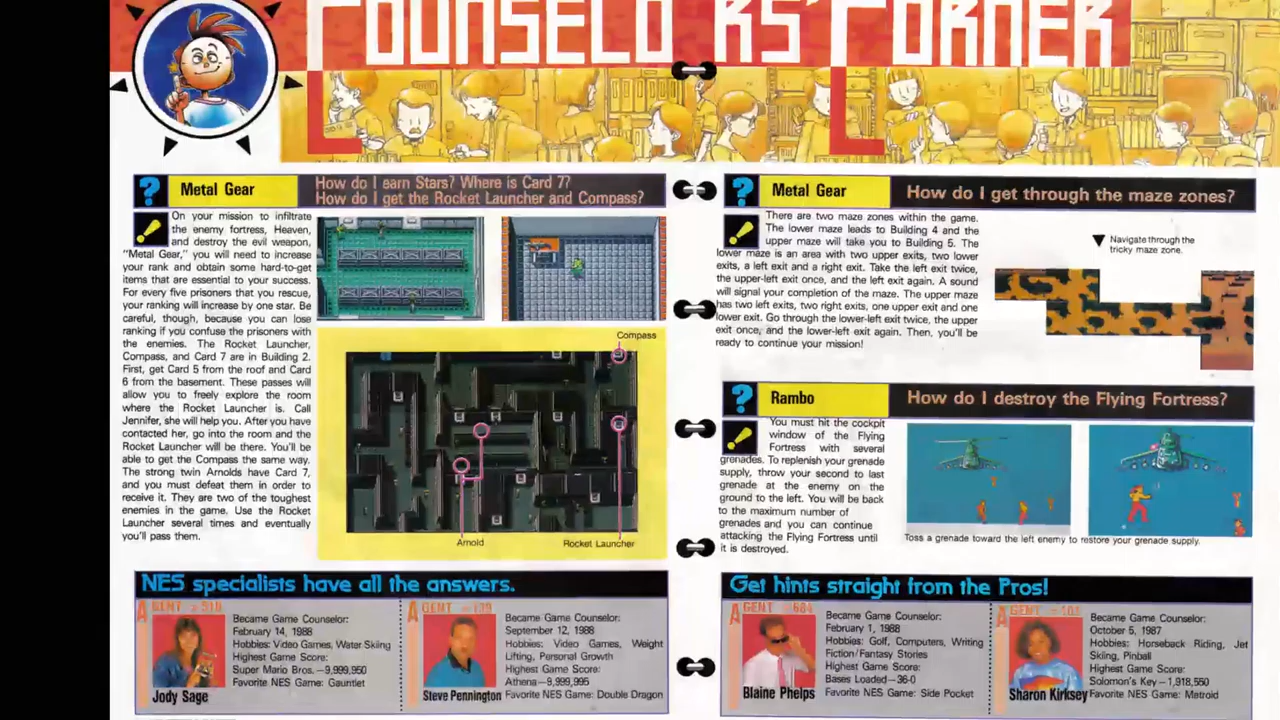 COUNSELORS' CORNER
?
Metal Gear
How do I earn Stars? Where is Card 7?
How do I get the Rocket Launcher and Compass?
!
On your mission to infiltrate
the enemy fortress, Heaven,
and destroy the evil weapon,
"Metal Gear," you will need to increase
your rank and obtain some hard-to-get
items that are essential to your success.
For every five prisoners that you rescue,
your ranking will increase by one star. Be
careful, though, because you can lose
ranking if you confuse the prisoners with
the enemies. The Rocket Launcher,
Compass, and Card 7 are in Building 2.
First, get Card 5 from the roof and Card
6 from the basement. These passes will
allow you to freely explore the room
where the Rocket Launcher is. Call
Jennifer, she will help you. After you have
contacted her, go into the room and the
Rocket Launcher will be there. You'll be
able to get the Compass the same way.
The strong twin Arnolds have Card 7,
and you must defeat them in order to
receive it. They are two of the toughest
enemies in the game. Use the Rocket
Launcher several times and eventually
you'll pass them.
Compass
Arnold
Rocket Launcher
?
Metal Gear
How do I get through the maze zones?
!
There are two maze zones within the game.
The lower maze leads to Building 4 and the
upper maze will take you to Building 5. The
lower maze is an area with two upper exits, two lower
exits, a left exit and a right exit. Take the left exit twice,
the upper-left exit once, and the left exit again. A sound
will signal your completion of the maze. The upper maze
has two left exits, two right exits, one upper exit and one
lower exit. Go through the lower-left exit twice, the upper
exit once, and the lower-left exit again. Then, you'll be
ready to continue your mission!
Navigate through the
tricky maze zone.
?
Rambo
How do I destroy the Flying Fortress?
!
You must hit the cockpit
window of the Flying
Fortress with several
grenades. To replenish your grenade
supply, throw your second to last
grenade at the enemy on the
ground to the left. You will be back
to the maximum number of
grenades and you can continue
attacking the Flying Fortress until
it is destroyed.
Toss a grenade toward the left enemy to restore your grenade supply.
NES specialists have all the answers.
AGENT
Jody Sage
Became Game Counselor:
February 14, 1988
Hobbies: Video Games, Water Skiing
Highest Game Score:
Super Mario Bros.—9,999,950
Favorite NES Game: Gauntlet
AGENT
Steve Pennington
Became Game Counselor:
September 12, 1988
Hobbies: Video Games, Weight
Lifting, Personal Growth
Highest Game Score:
Athena—9,999,995
Favorite NES Game: Double Dragon
Get hints straight from the Pros!
AGENT
Blaine Phelps
Became Game Counselor:
February 1, 1988
Hobbies: Golf, Computers, Writing
Fiction/Fantasy Stories
Highest Game Score:
Bases Loaded—36-0
Favorite NES Game: Side Pocket
AGENT
Sharon Kirksey
Became Game Counselor:
October 5, 1987
Hobbies: Horseback Riding, Jet
Skiing, Pinball
Highest Game Score:
Solomon's Key—1,918,550
Favorite NES Game: Metroid